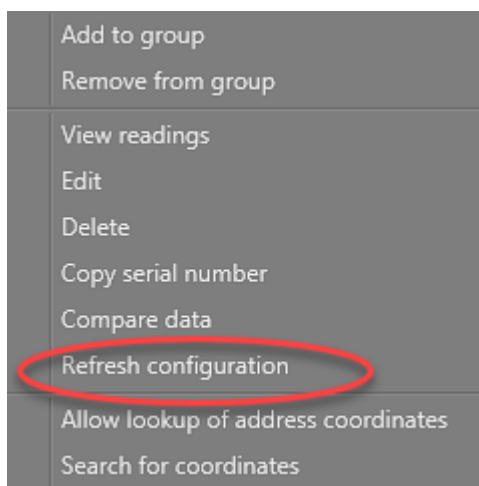 Add to group
Remove from group
View readings
Edit
Delete
Copy serial number
Compare data
Refresh configuration
Allow lookup of address coordinates
Search for coordinates